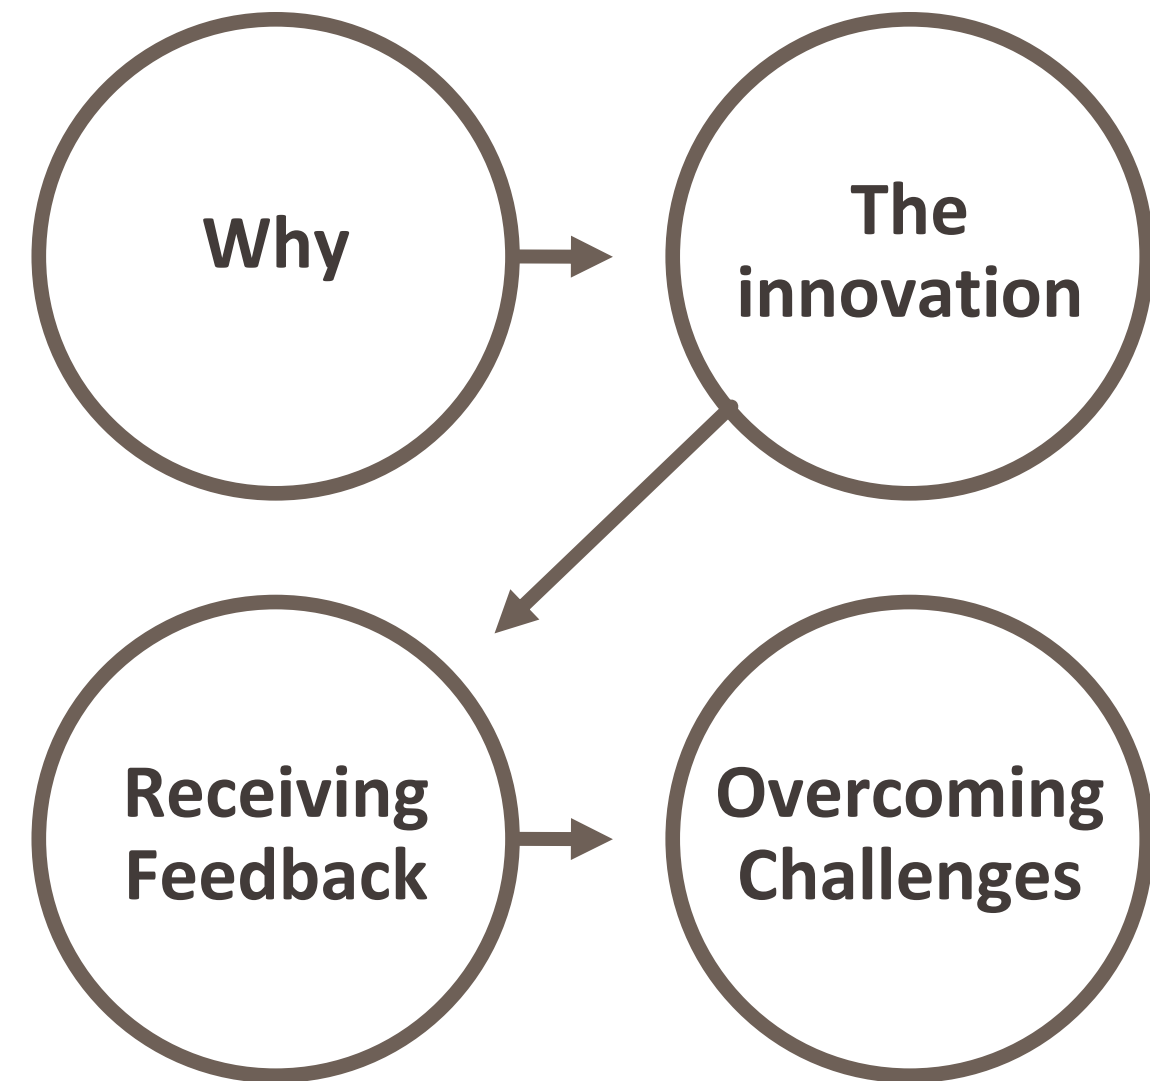 Why
The
innovation
Receiving
Feedback
Overcoming
Challenges